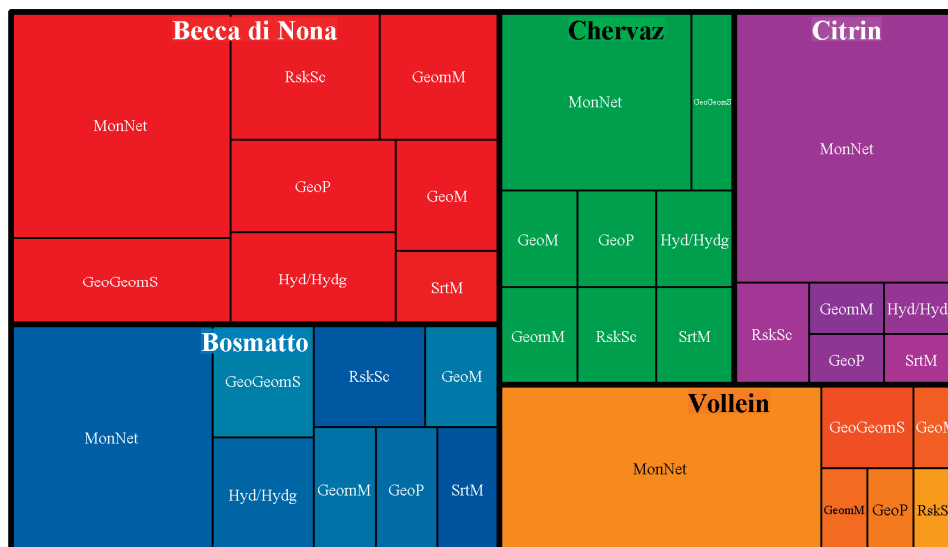 Becca di Nona
MonNet
RskSc
GeomM
GeoP
GeoM
GeoGeomS
Hyd/Hydg
SrtM
Chervaz
MonNet
GeoGeomS
GeoM
GeoP
Hyd/Hydg
GeomM
RskSc
SrtM
Citrin
MonNet
RskSc
GeomM
Hyd/Hyd
GeoP
SrtM
Bosmatto
MonNet
GeoGeomS
RskSc
GeoM
Hyd/Hydg
GeomM
GeoP
SrtM
Vollein
MonNet
GeoGeomS
GeoM
GeomM
GeoP
RskS